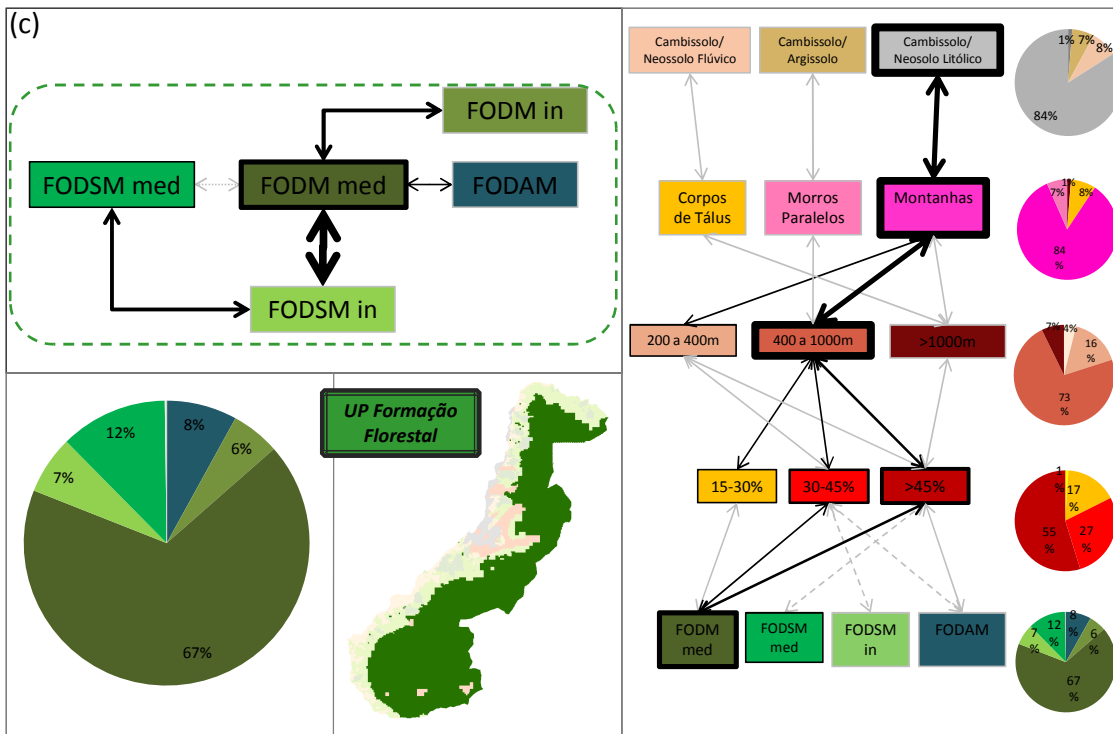 (c)
FODM in
FODSM med
FODM med
FODAM
FODSM in
12%
8%
6%
7%
67%
UP Formação
Florestal
Cambissolo/
Neossolo Flúvico
Cambissolo/
Argissolo
Cambissolo/
Neosolo Litólico
1%
7%
8%
84%
Corpos
de Tálus
Morros
Paralelos
Montanhas
7%
1%
8%
84
%
200 a 400m
400 a 1000m
>1000m
7%
4%
16
%
73
%
15-30%
30-45%
>45%
1
%
17
%
55
%
27
%
FODM
med
FODSM
med
FODSM
in
FODAM
7
%
12
%
8
%
6
%
67
%